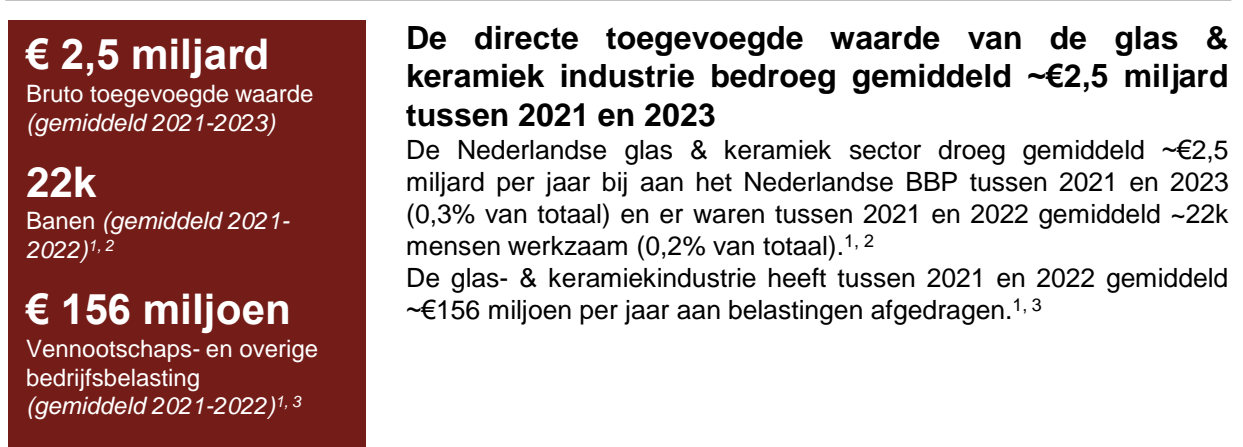 € 2,5 miljard
Bruto toegevoegde waarde
(gemiddeld 2021-2023)
22k
Banen (gemiddeld 2021-
2022)1, 2
€ 156 miljoen
Vennootschaps- en overige
bedrijfsbelasting
(gemiddeld 2021-2022)1, 3
De directe toegevoegde waarde van de glas &
keramiek industrie bedroeg gemiddeld ~€2,5 miljard
tussen 2021 en 2023
De Nederlandse glas & keramiek sector droeg gemiddeld ~€2,5
miljard per jaar bij aan het Nederlandse BBP tussen 2021 en 2023
(0,3% van totaal) en er waren tussen 2021 en 2022 gemiddeld ~22k
mensen werkzaam (0,2% van totaal).1, 2
De glas- & keramiekindustrie heeft tussen 2021 en 2022 gemiddeld
~€156 miljoen per jaar aan belastingen afgedragen.1, 3